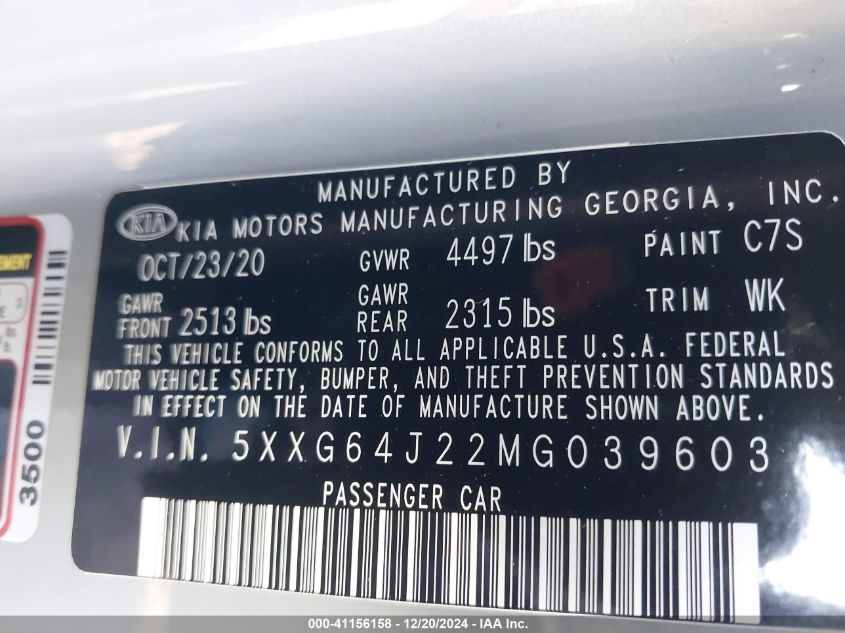 MANUFACTURED BY
KIA KIA MOTORS MANUFACTURING GEORGIA, INC.
OCT/23/20 GVWR 4497 lbs PAINT C7S
GAWR FRONT 2513 lbs GAWR REAR 2315 lbs TRIM WK
THIS VEHICLE CONFORMS TO ALL APPLICABLE U.S.A. FEDERAL
MOTOR VEHICLE SAFETY, BUMPER, AND THEFT PREVENTION STANDARDS
IN EFFECT ON THE DATE OF MANUFACTURE SHOWN ABOVE.
V.I.N. 5XXG64J22MG039603
PASSENGER CAR
3500
000-41156158 - 12/20/2024 - IAA Inc.